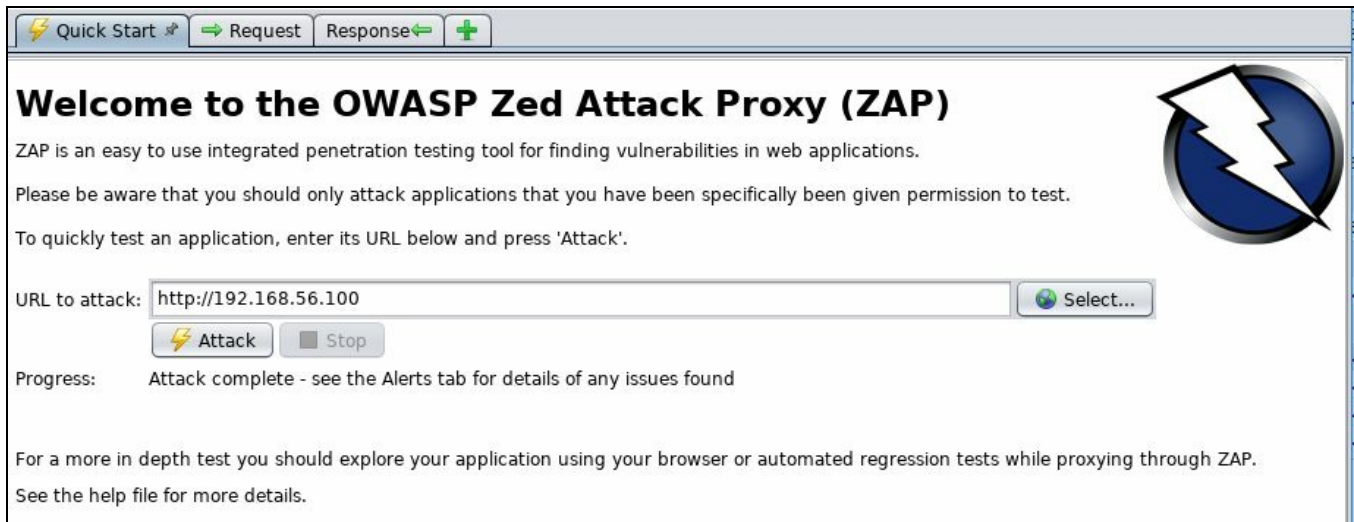 Quick Start Request Response
Welcome to the OWASP Zed Attack Proxy (ZAP)
ZAP is an easy to use integrated penetration testing tool for finding vulnerabilities in web applications.
Please be aware that you should only attack applications that you have been specifically been given permission to test.
To quickly test an application, enter its URL below and press 'Attack'.
URL to attack: http://192.168.56.100 Select...
Attack Stop
Progress: Attack complete - see the Alerts tab for details of any issues found
For a more in depth test you should explore your application using your browser or automated regression tests while proxying through ZAP.
See the help file for more details.